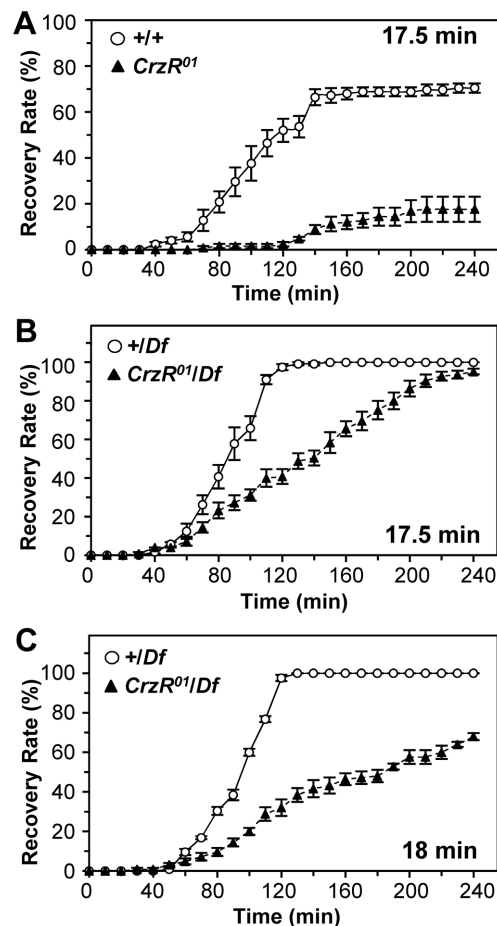 A
+/+
17.5 min
CrzR⁰¹
Recovery Rate (%)
100
80
60
40
20
0
0 40 80 120 160 200 240
Time (min)
B
+/Df
CrzR⁰¹/Df
Recovery Rate (%)
100
80
60
40
20
0
17.5 min
0 40 80 120 160 200 240
Time (min)
C
+/Df
CrzR⁰¹/Df
Recovery Rate (%)
100
80
60
40
20
0
18 min
0 40 80 120 160 200 240
Time (min)